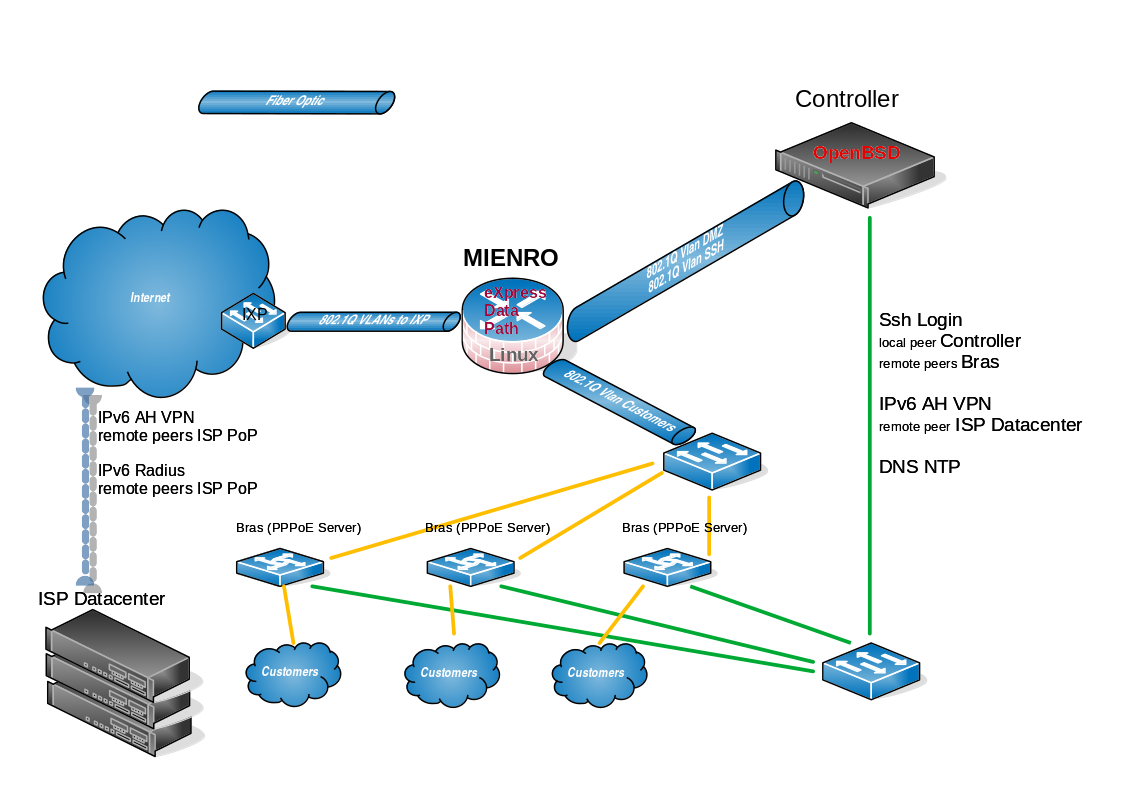 Fiber Optic
Controller
OpenBSD
802.1Q Vlan DMZ
802.1Q Vlan SSH
MIENRO
eXpress
Data
Path
Linux
Internet
IXP
802.1Q VLANs to IXP
802.1Q Vlan Customers
Ssh Login
local peer Controller
remote peers Bras
IPv6 AH VPN
remote peer ISP Datacenter
DNS NTP
IPv6 AH VPN
remote peers ISP PoP
IPv6 Radius
remote peers ISP PoP
Bras (PPPoE Server)
Bras (PPPoE Server)
Bras (PPPoE Server)
ISP Datacenter
Customers
Customers
Customers